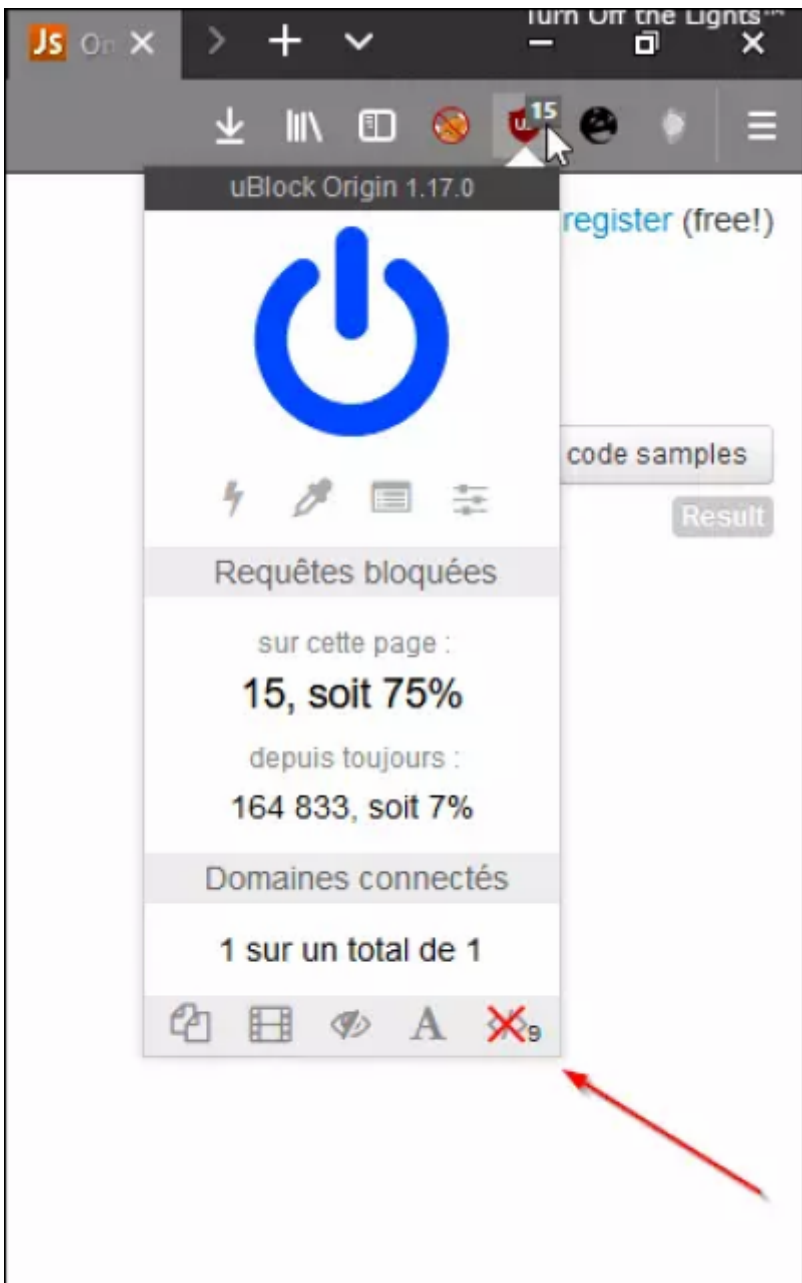 Turn Off the Lights™
Js On
15
uBlock Origin 1.17.0
register (free!)
code samples
Result
Requêtes bloquées
sur cette page :
15, soit 75%
depuis toujours :
164 833, soit 7%
Domaines connectés
1 sur un total de 1
A
9